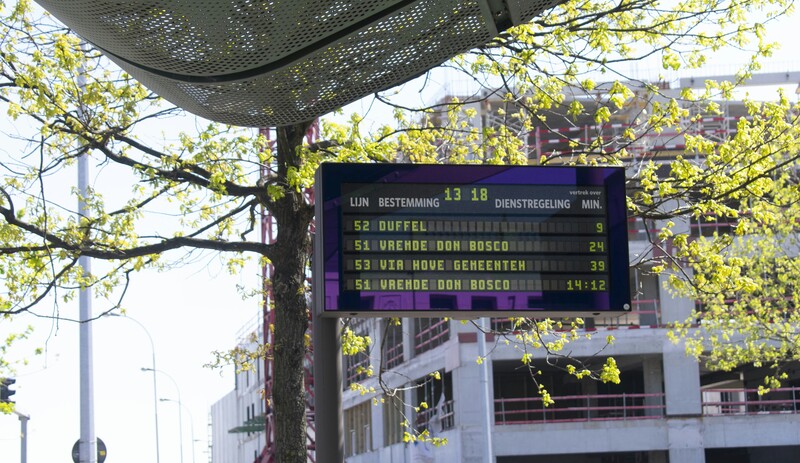 13 18
vertrek over
LIJN BESTEMMING DIENSTREGELING MIN.
52 DUFFEL 9
51 VREMDE DON BOSCO 24
53 VIA HOVE GEMEENTEH 39
51 VREMDE DON BOSCO 14:12